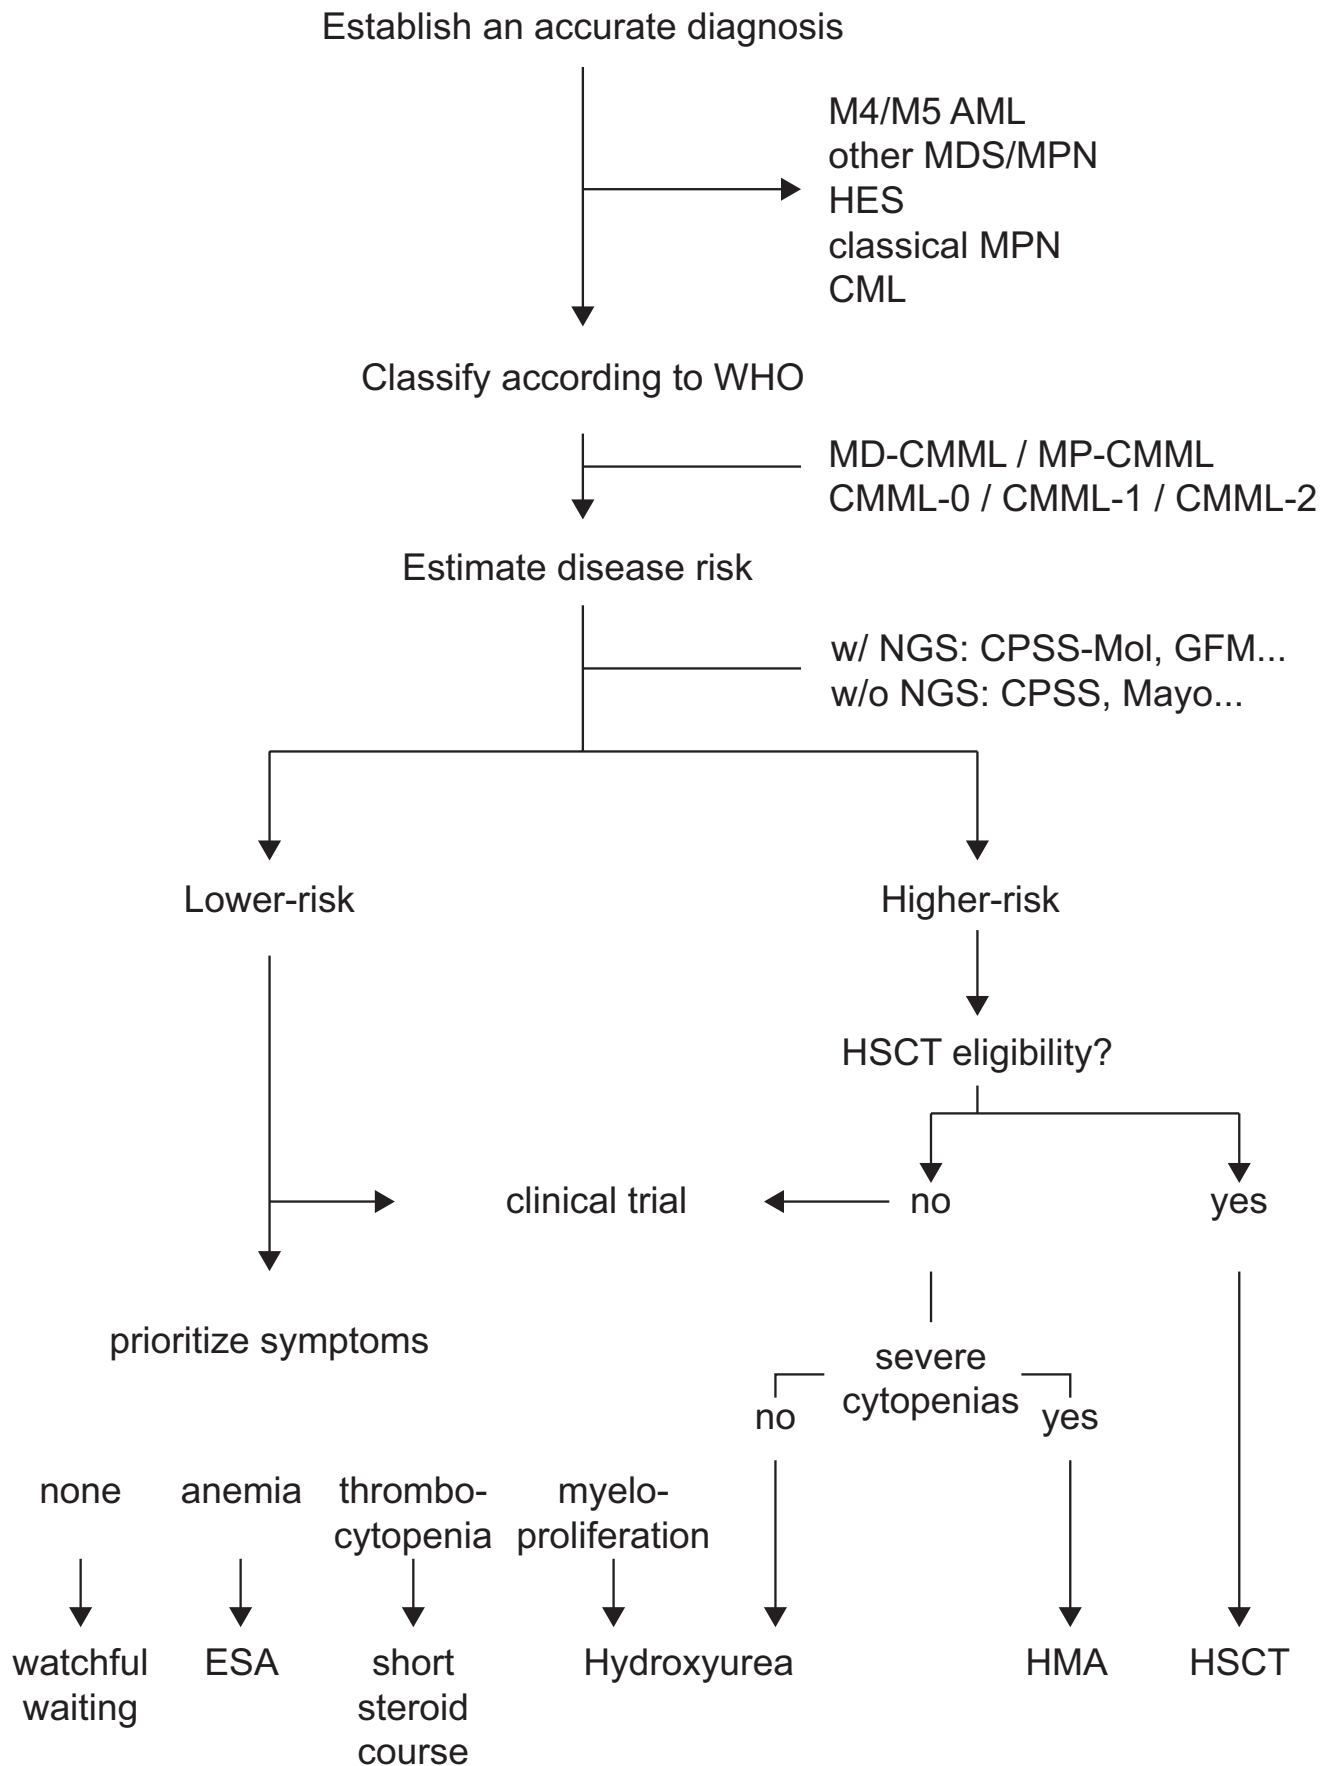 Establish an accurate diagnosis
M4/M5 AML
other MDS/MPN
HES
classical MPN
CML
Classify according to WHO
MD-CMML / MP-CMML
CMML-0 / CMML-1 / CMML-2
Estimate disease risk
w/ NGS: CPSS-Mol, GFM...
w/o NGS: CPSS, Mayo...
Lower-risk
Higher-risk
HSCT eligibility?
clinical trial
no
yes
prioritize symptoms
severe
cytopenias
no
yes
none
anemia
thrombo-
cytopenia
myelo-
proliferation
watchful
waiting
ESA
short
steroid
course
Hydroxyurea
HMA
HSCT